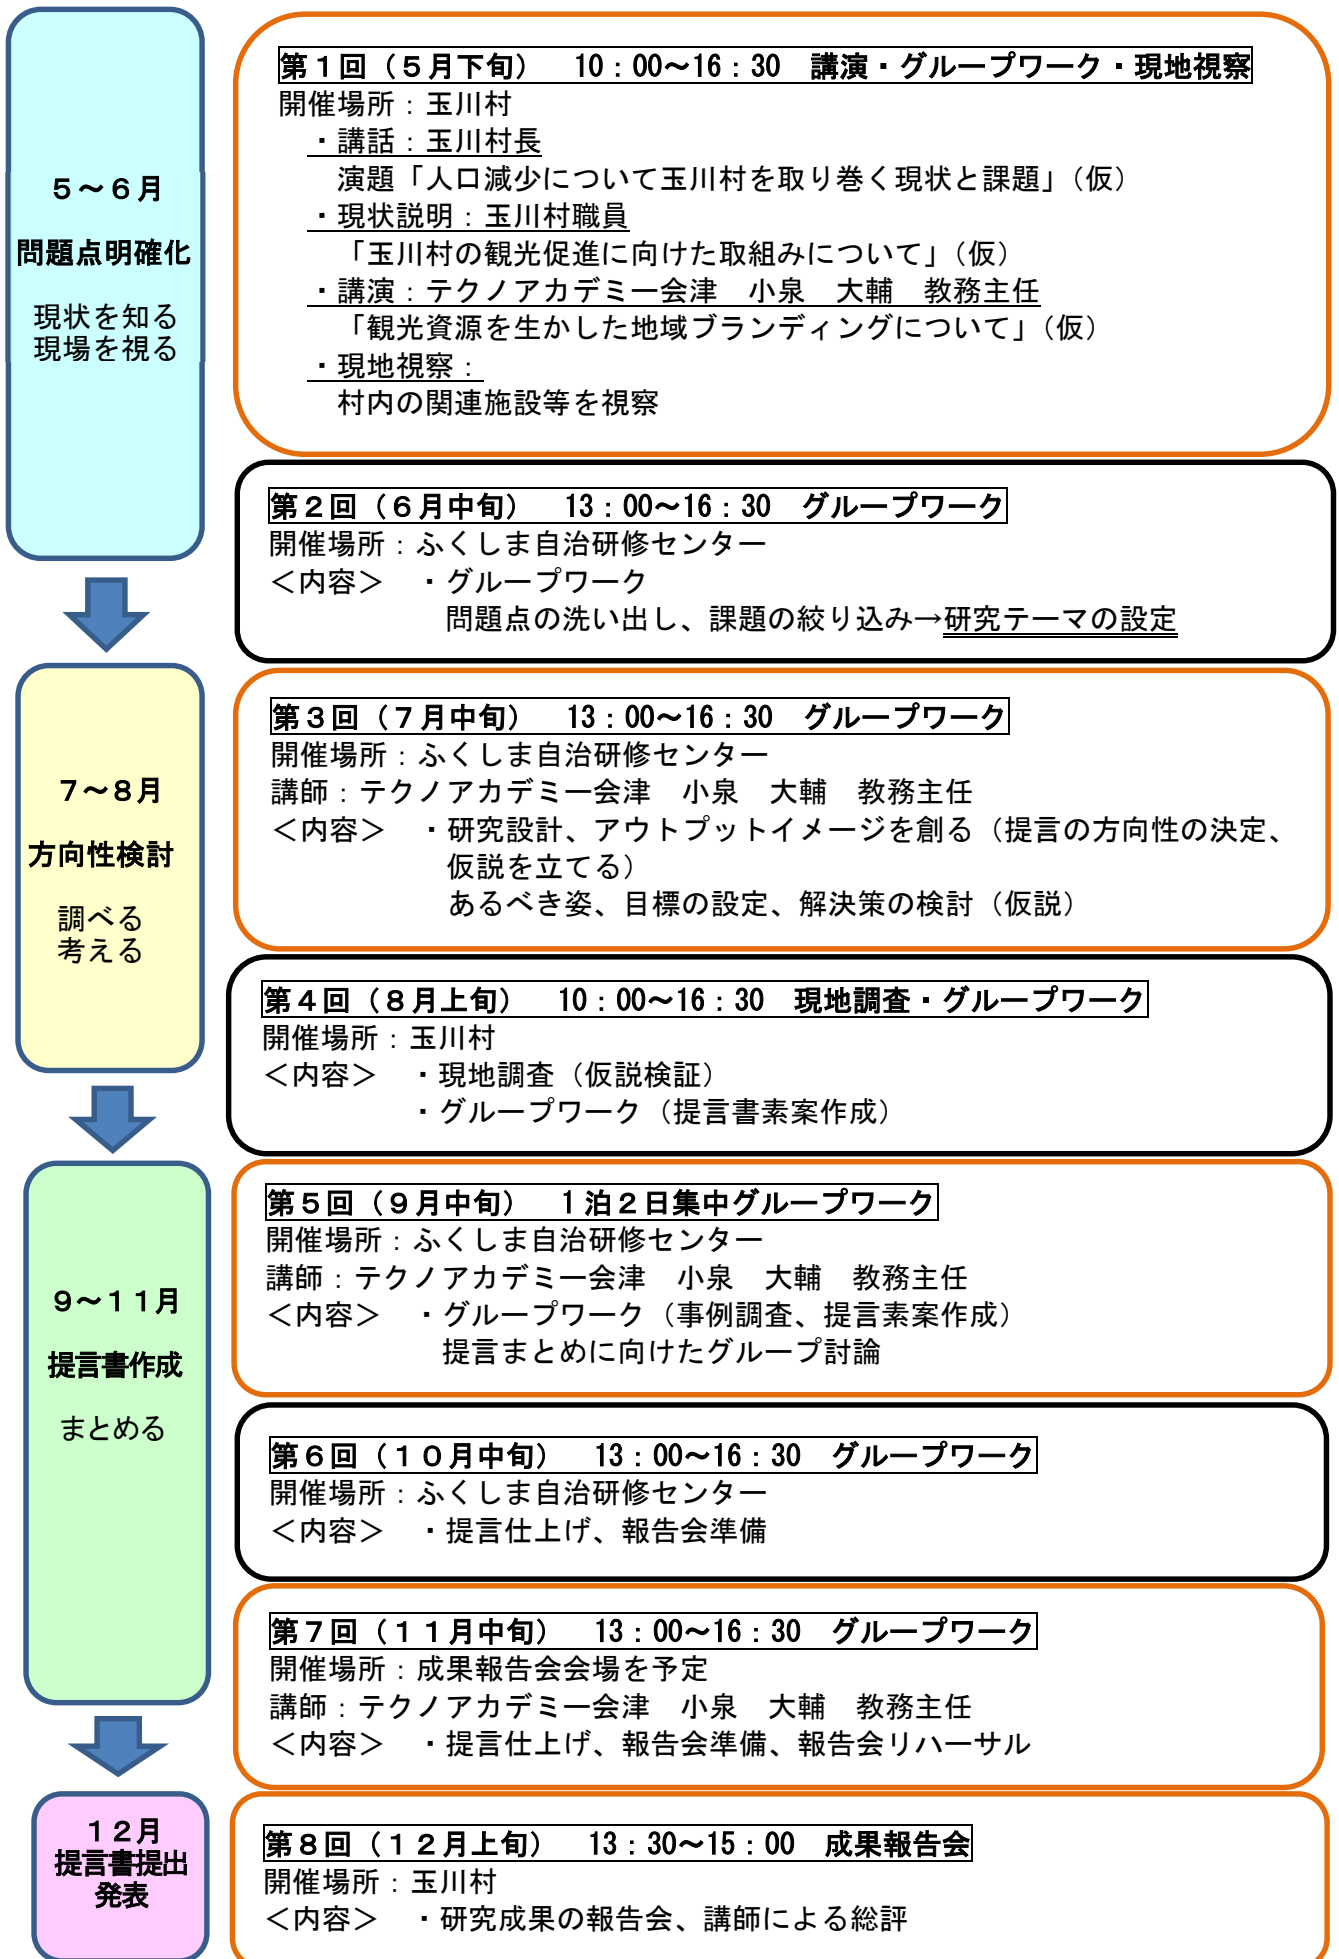 5～6月
問題点明確化
現状を知る
現場を視る
第1回（5月下旬）　10：00～16：30　講演・グループワーク・現地視察
開催場所：玉川村
・講話：玉川村長
演題「人口減少について玉川村を取り巻く現状と課題」（仮）
・現状説明：玉川村職員
「玉川村の観光促進に向けた取組みについて」（仮）
・講演：テクノアカデミー会津　小泉　大輔　教務主任
「観光資源を生かした地域ブランディングについて」（仮）
・現地視察：
村内の関連施設等を視察
第2回（6月中旬）　13：00～16：30　グループワーク
開催場所：ふくしま自治研修センター
＜内容＞　・グループワーク
問題点の洗い出し、課題の絞り込み→研究テーマの設定
7～8月
方向性検討
調べる
考える
第3回（7月中旬）　13：00～16：30　グループワーク
開催場所：ふくしま自治研修センター
講師：テクノアカデミー会津　小泉　大輔　教務主任
＜内容＞　・研究設計、アウトプットイメージを創る（提言の方向性の決定、
仮説を立てる）
あるべき姿、目標の設定、解決策の検討（仮説）
第4回（8月上旬）　10：00～16：30　現地調査・グループワーク
開催場所：玉川村
＜内容＞　・現地調査（仮説検証）
・グループワーク（提言書素案作成）
9～11月
提言書作成
まとめる
第5回（9月中旬）　1泊2日集中グループワーク
開催場所：ふくしま自治研修センター
講師：テクノアカデミー会津　小泉　大輔　教務主任
＜内容＞　・グループワーク（事例調査、提言素案作成）
提言まとめに向けたグループ討論
第6回（10月中旬）　13：00～16：30　グループワーク
開催場所：ふくしま自治研修センター
＜内容＞　・提言仕上げ、報告会準備
第7回（11月中旬）　13：00～16：30　グループワーク
開催場所：成果報告会会場を予定
講師：テクノアカデミー会津　小泉　大輔　教務主任
＜内容＞　・提言仕上げ、報告会準備、報告会リハーサル
12月
提言書提出
発表
第8回（12月上旬）　13：30～15：00　成果報告会
開催場所：玉川村
＜内容＞　・研究成果の報告会、講師による総評